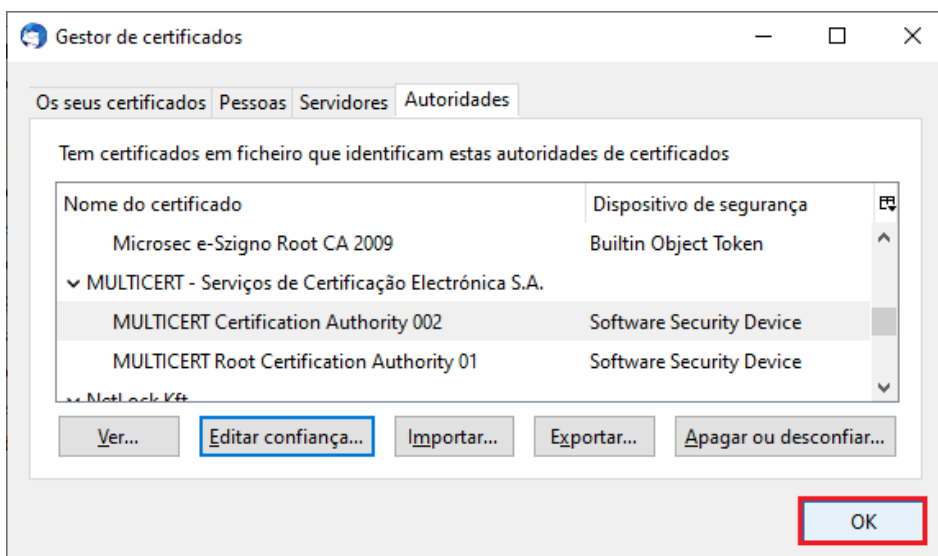 Gestor de certificados
Os seus certificados Pessoas Servidores Autoridades
Tem certificados em ficheiro que identificam estas autoridades de certificados
Nome do certificado Dispositivo de segurança
Microsec e-Szigno Root CA 2009 Builtin Object Token
MULTICERT - Serviços de Certificação Electrónica S.A.
MULTICERT Certification Authority 002 Software Security Device
MULTICERT Root Certification Authority 01 Software Security Device
NetLock Kft.
Ver... Editar confiança... Importar... Exportar... Apagar ou desconfiar...
OK